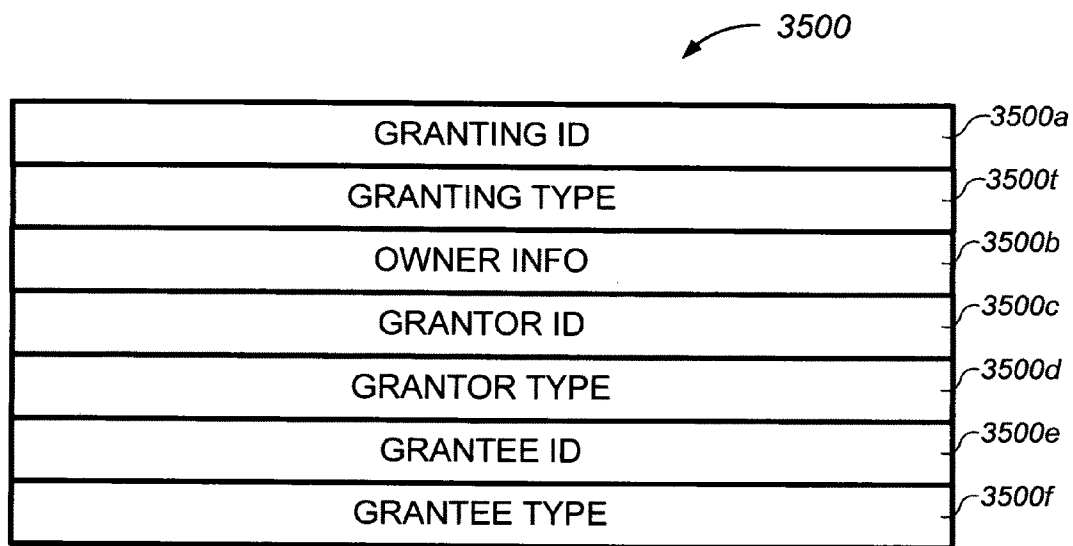 3500
GRANTING ID 3500a
GRANTING TYPE 3500t
OWNER INFO 3500b
GRANTOR ID 3500c
GRANTOR TYPE 3500d
GRANTEE ID 3500e
GRANTEE TYPE 3500f